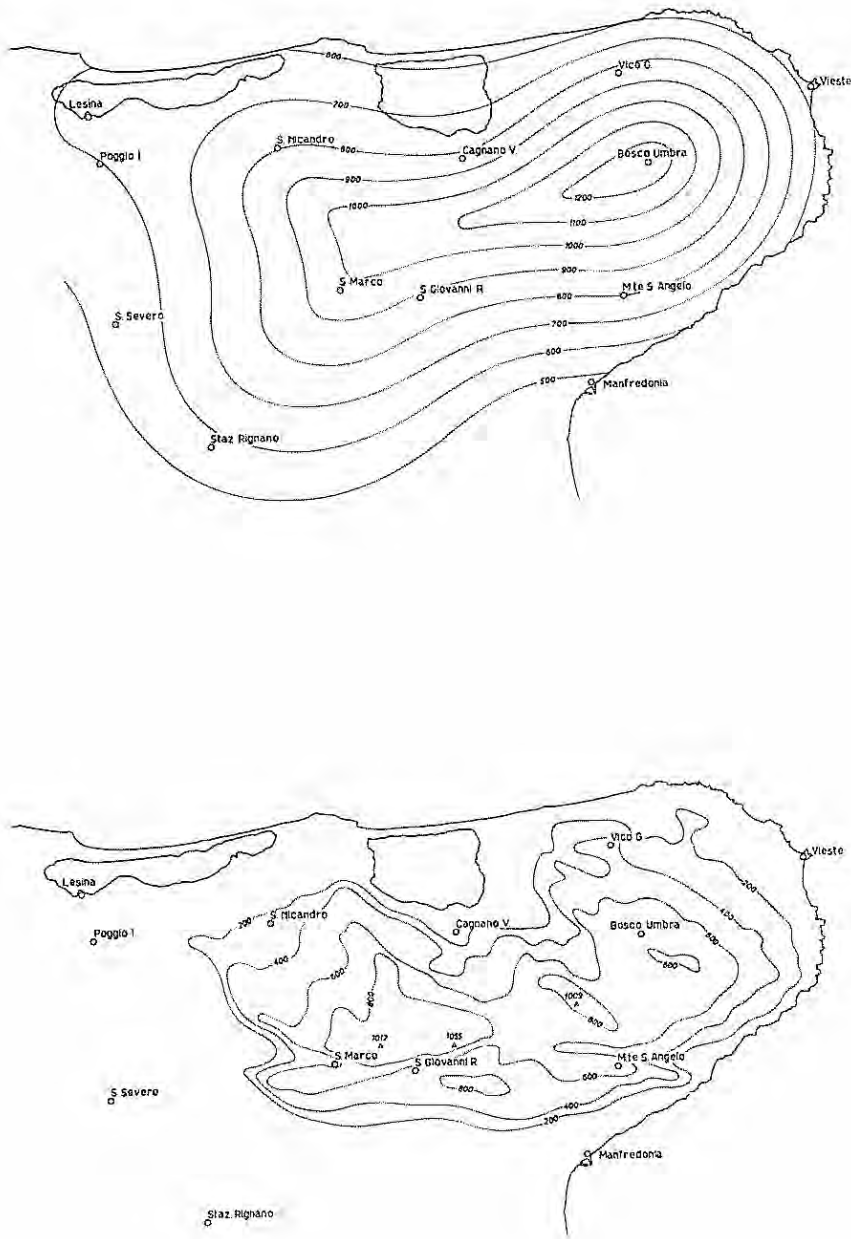 600
Vico G
Vieste
Lesina
700
S. Nicandro
800
Cagnano V.
Poggio I
Bosco Umbra
900
1000
1200
1100
1000
900
S Marco
S Giovanni R
800
M.te S Angelo
S. Severo
700
600
500
Manfredonia
Staz. Rignano
Vico G
Vieste
Lesina
200
S. Nicandro
400
Cagnano V.
Bosco Umbra
Poggio I
600
400
600
800
800
1009
800
1012
1055
S. Marco
S Giovanni R
M.te S. Angelo
600
800
S Severo
400
200
Manfredonia
Staz. Rignano